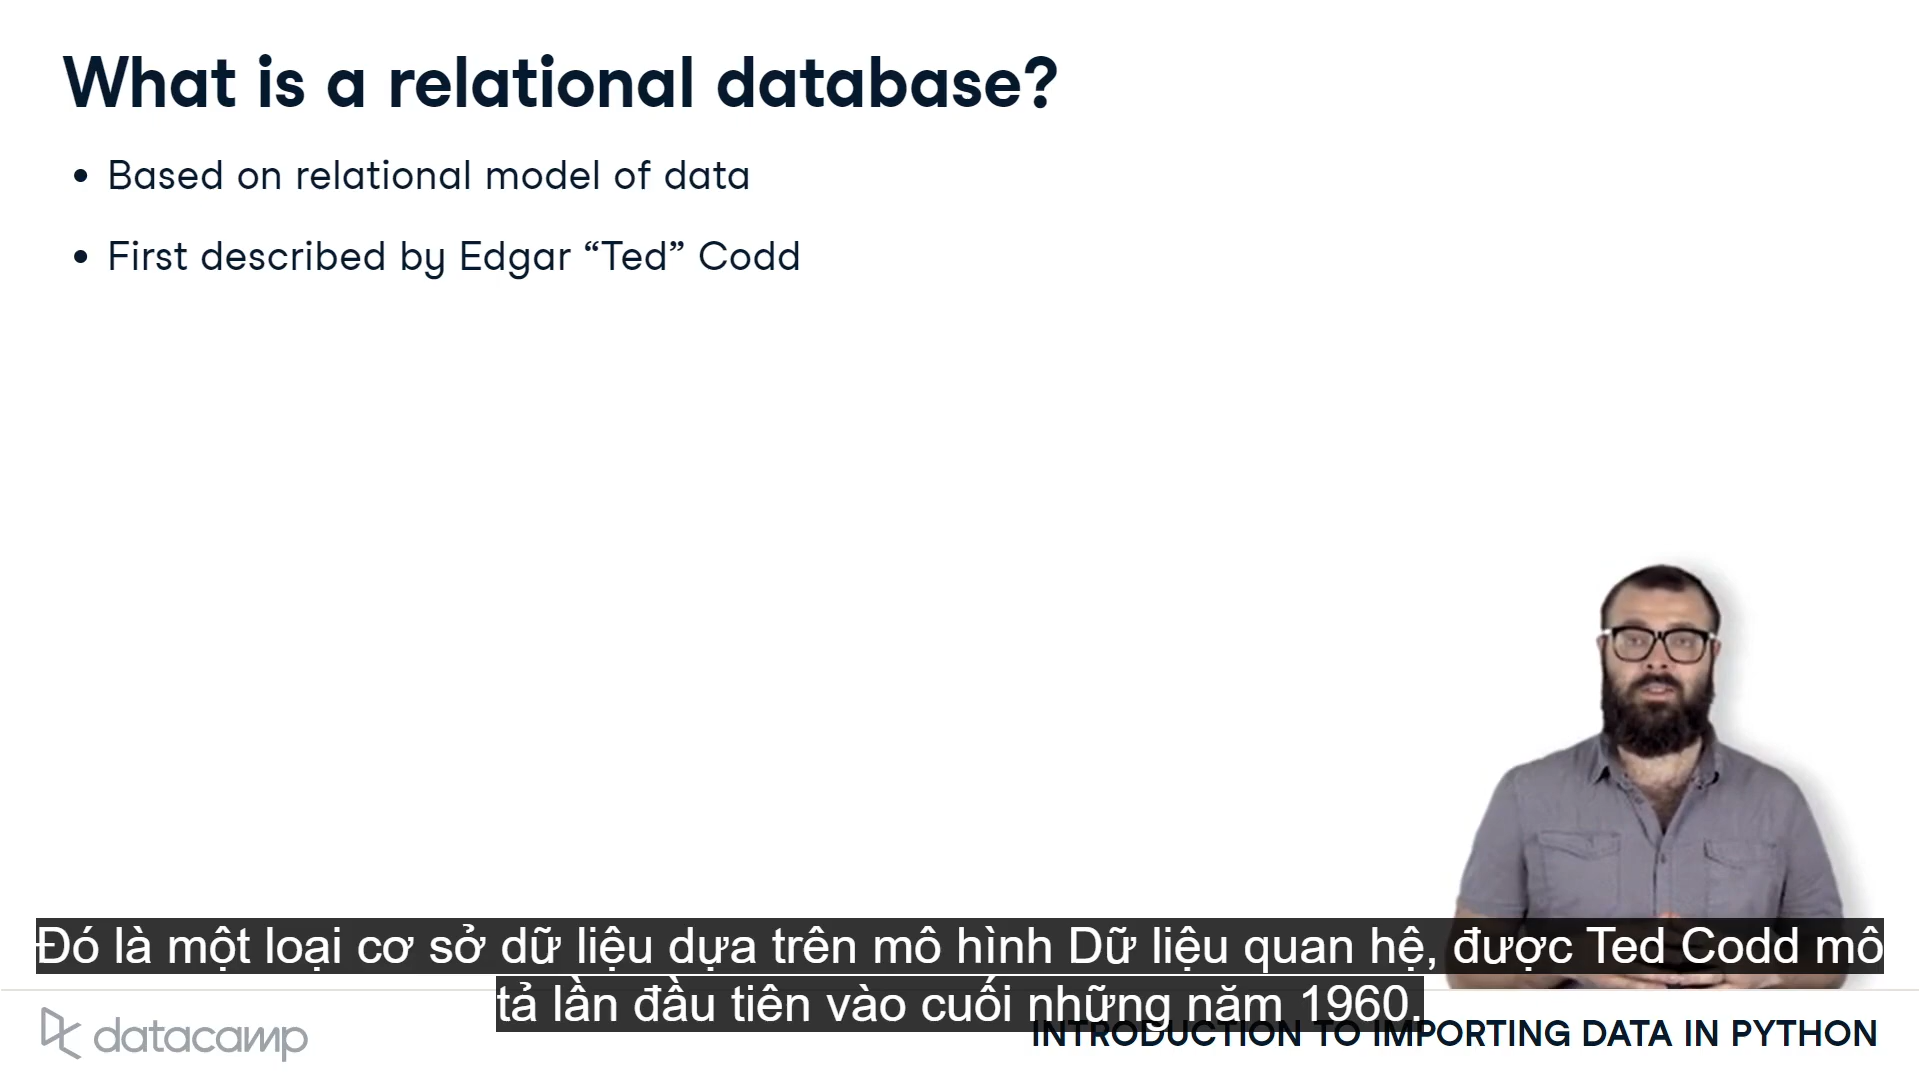 What is a relational database?
• Based on relational model of data
• First described by Edgar “Ted” Codd
Đó là một loại cơ sở dữ liệu dựa trên mô hình Dữ liệu quan hệ, được Ted Codd mô
tả lần đầu tiên vào cuối những năm 1960.
datacamp
INTRODUCTION TO IMPORTING DATA IN PYTHON